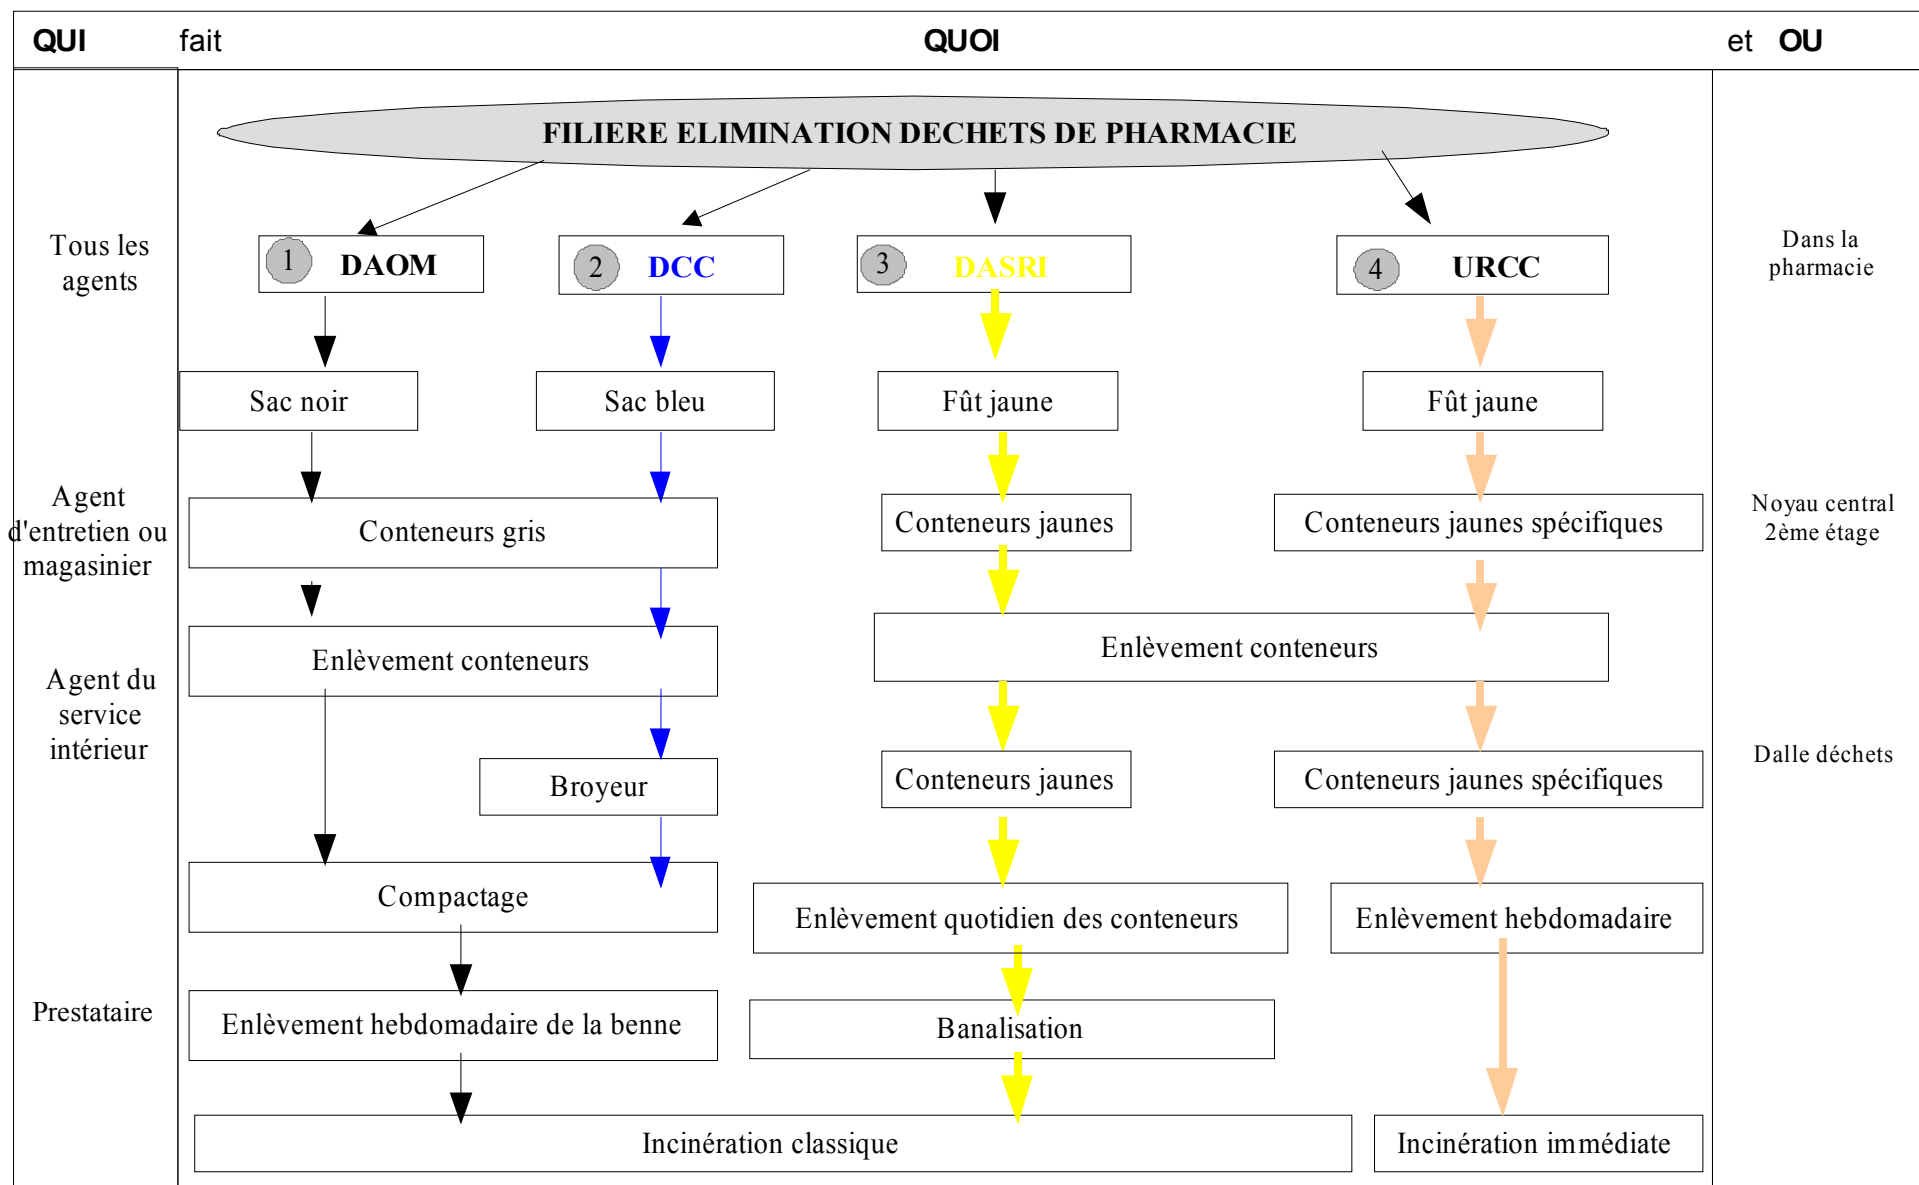 QUI fait QUOI et OU
FILIERE ELIMINATION DECHETS DE PHARMACIE
Tous les
agents
1 DAOM
2 DCC
3 DASRI
4 URCC
Dans la
pharmacie
Sac noir
Sac bleu
Fût jaune
Fût jaune
Agent
d'entretien ou
magasinier
Conteneurs gris
Conteneurs jaunes
Conteneurs jaunes spécifiques
Noyau central
2ème étage
Enlèvement conteneurs
Enlèvement conteneurs
Agent du
service
intérieur
Broyeur
Conteneurs jaunes
Conteneurs jaunes spécifiques
Dalle déchets
Compactage
Enlèvement quotidien des conteneurs
Enlèvement hebdomadaire
Prestataire
Enlèvement hebdomadaire de la benne
Banalisation
Incinération classique
Incinération immédiate